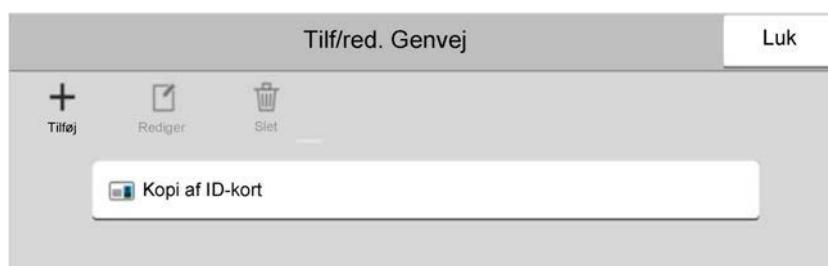 Tilf/red. Genvej
Luk
Tilføj
Rediger
Slet
Kopi af ID-kort